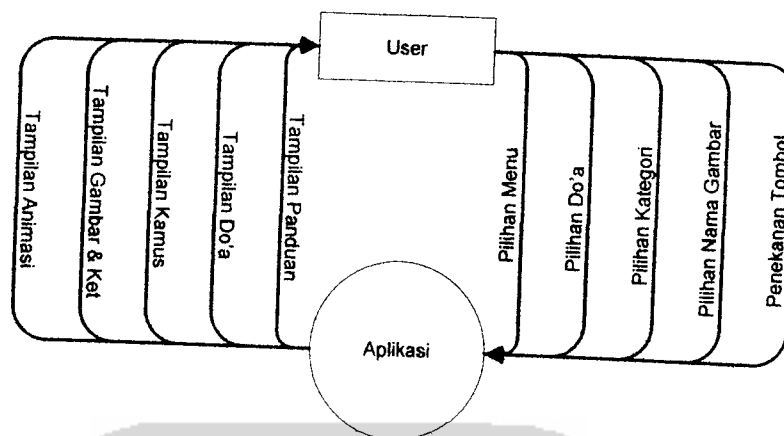 User
Tampilan Animasi
Tampilan Gambar & Ket
Tampilan Kamus
Tampilan Do'a
Tampilan Panduan
Pilihan Menu
Pilihan Do'a
Pilihan Kategori
Pilihan Nama Gambar
Penekanan Tombol
Aplikasi